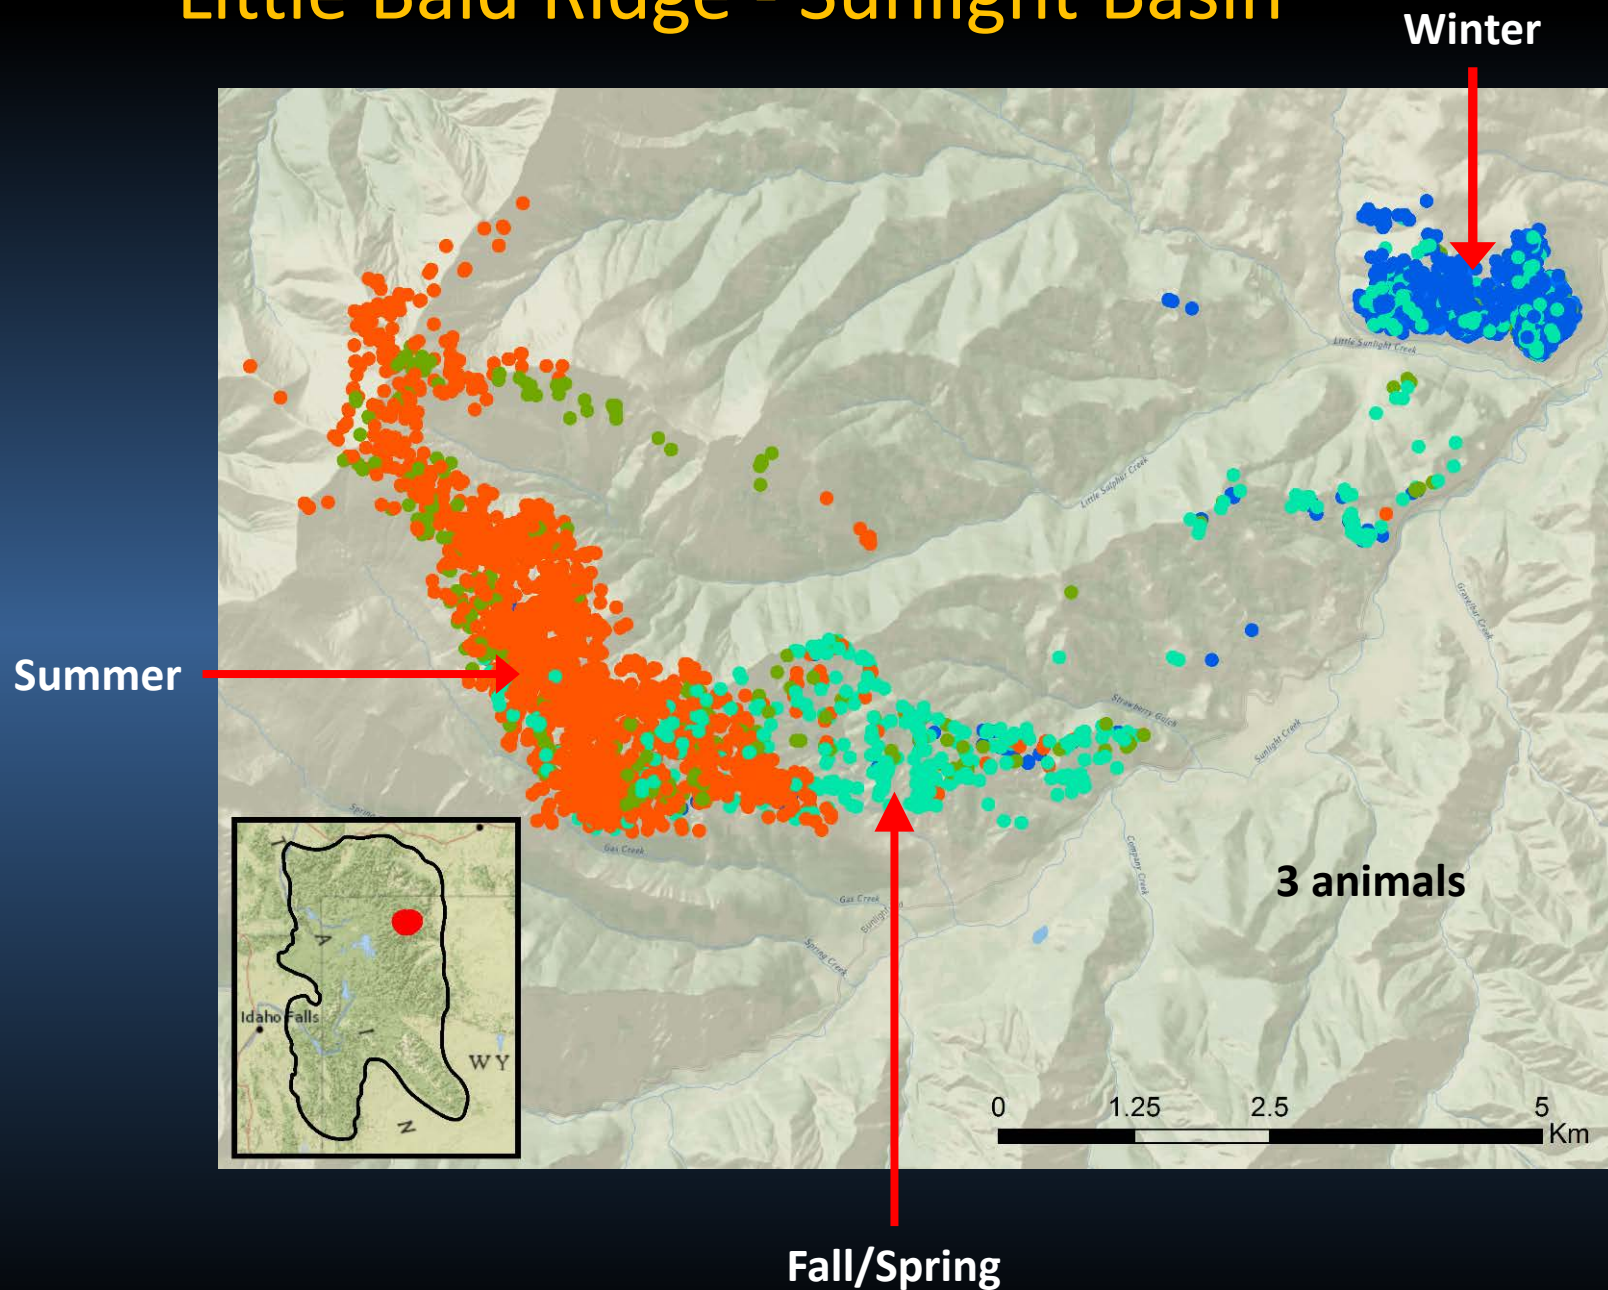 Little Bald Ridge - Sunlight Basin
Winter
Little Sunlight Creek
Little Sulphur Creek
Gravelbar Creek
Summer
Strawberry Gulch
Sunlight Creek
Spring
Gas Creek
Company Creek
3 animals
Gas Creek
Sunlight
Spring Creek
Idaho Falls
WY
0 1.25 2.5 5
Km
Fall/Spring